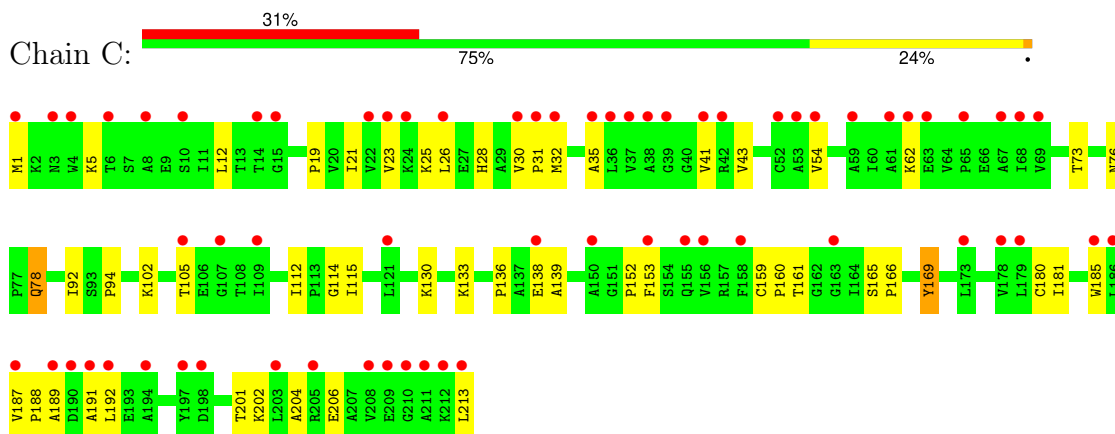 31%
Chain C:
75% 24% •
M1 K2 N3 W4 K5 T6 S7 A8 E9 S10 I11 L12 T13 T14 G15 P19 V20 I21 V22 V23 K24 K25 L26 E27 H28 A29 V30 P31 M32 A35 L36 V37 A38 G39 G40 V41 R42 V43 C52 A53 V54 A59 I60 A61 K62 E63 V64 P65 E66 A67 I68 V69 T73 N76
P77 Q78 I92 S93 P94 K102 T105 E106 G107 T108 I109 I112 P113 G114 I115 L121 K130 K133 P136 A137 E138 A139 A150 G151 P152 F153 S154 Q155 V156 R157 F158 C159 P160 T161 G162 G163 I164 S165 P166 Y169 L173 V178 L179 C180 I181 W185 L186
V187 P188 A189 D190 A191 L192 E193 A194 Y197 D198 T201 K202 L203 A204 R205 E206 A207 V208 E209 G210 A211 K212 L213